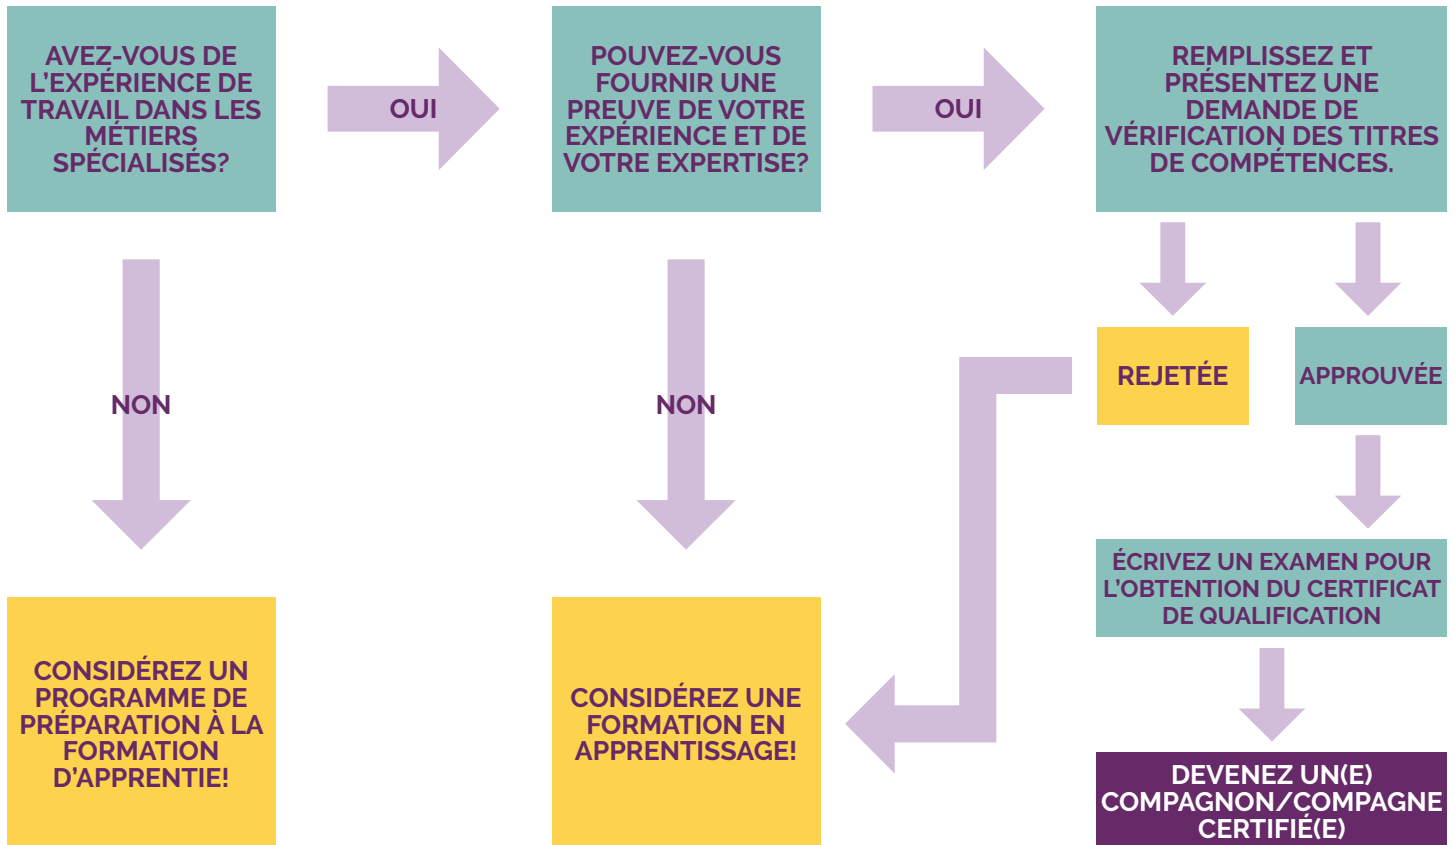 AVEZ-VOUS DE
L'EXPÉRIENCE DE
TRAVAIL DANS LES
MÉTIERS
SPÉCIALISÉS?
OUI
POUVEZ-VOUS
FOURNIR UNE
PREUVE DE VOTRE
EXPÉRIENCE ET DE
VOTRE EXPERTISE?
OUI
REMPLISSEZ ET
PRÉSENTEZ UNE
DEMANDE DE
VÉRIFICATION DES TITRES
DE COMPÉTENCES.
NON
NON
REJETÉE
APPROUVÉE
ÉCRIVEZ UN EXAMEN POUR
L'OBTENTION DU CERTIFICAT
DE QUALIFICATION
CONSIDÉREZ UN
PROGRAMME DE
PRÉPARATION À LA
FORMATION
D'APPRENTIE!
CONSIDÉREZ UNE
FORMATION EN
APPRENTISSAGE!
DEVENEZ UN(E)
COMPAGNON/COMPAGNE
CERTIFIÉ(E)